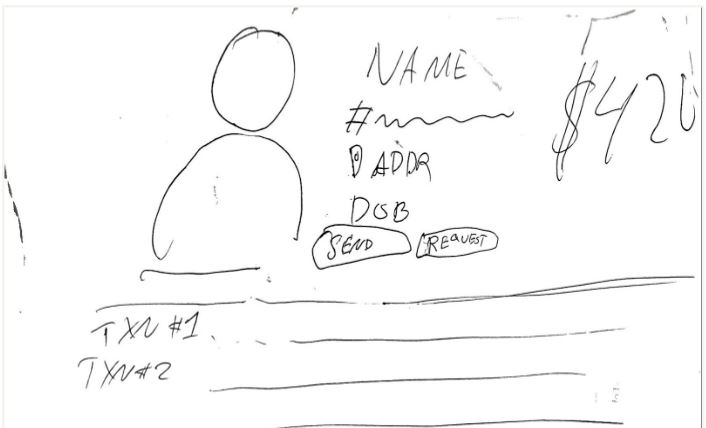 NAME
$420
#
ADDR
DOB
SEND REQUEST
TXN #1
TXN #2